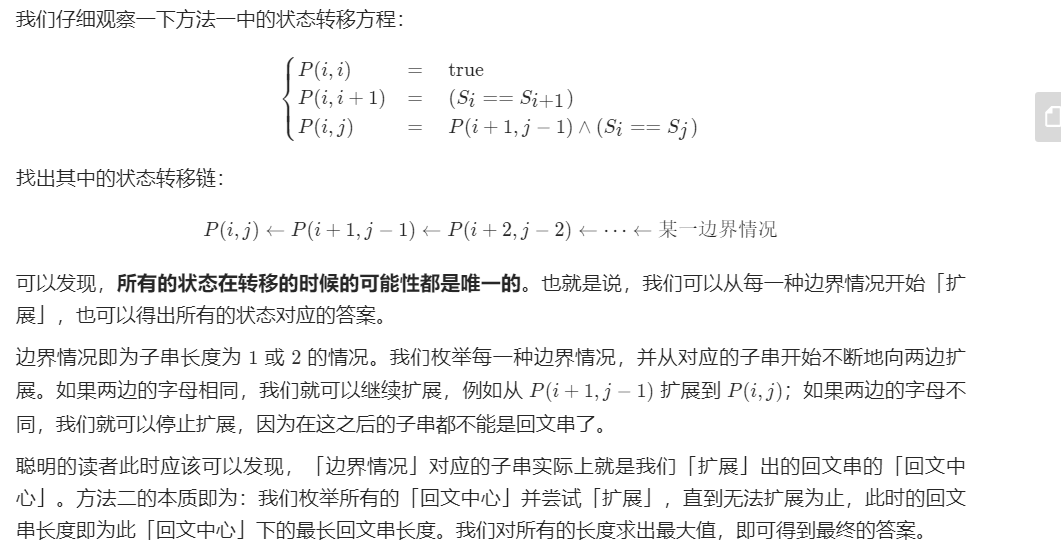 我们仔细观察一下方法一中的状态转移方程：
P(i, i) = true
P(i, i + 1) = (Si == Si+1)
P(i, j) = P(i + 1, j − 1) ∧ (Si == Sj)
找出其中的状态转移链：
P(i, j) ← P(i + 1, j − 1) ← P(i + 2, j − 2) ← ⋯ ← 某一边界情况
可以发现，所有的状态在转移的时候的可能性都是唯一的。也就是说，我们可以从每一种边界情况开始「扩
展」，也可以得出所有的状态对应的答案。
边界情况即为子串长度为 1 或 2 的情况。我们枚举每一种边界情况，并从对应的子串开始不断地向两边扩
展。如果两边的字母相同，我们就可以继续扩展，例如从 P(i + 1, j − 1) 扩展到 P(i, j)；如果两边的字母不
同，我们就可以停止扩展，因为在这之后的子串都不能是回文串了。
聪明的读者此时应该可以发现，「边界情况」对应的子串实际上就是我们「扩展」出的回文串的「回文中
心」。方法二的本质即为：我们枚举所有的「回文中心」并尝试「扩展」，直到无法扩展为止，此时的回文
串长度即为此「回文中心」下的最长回文串长度。我们对所有的长度求出最大值，即可得到最终的答案。